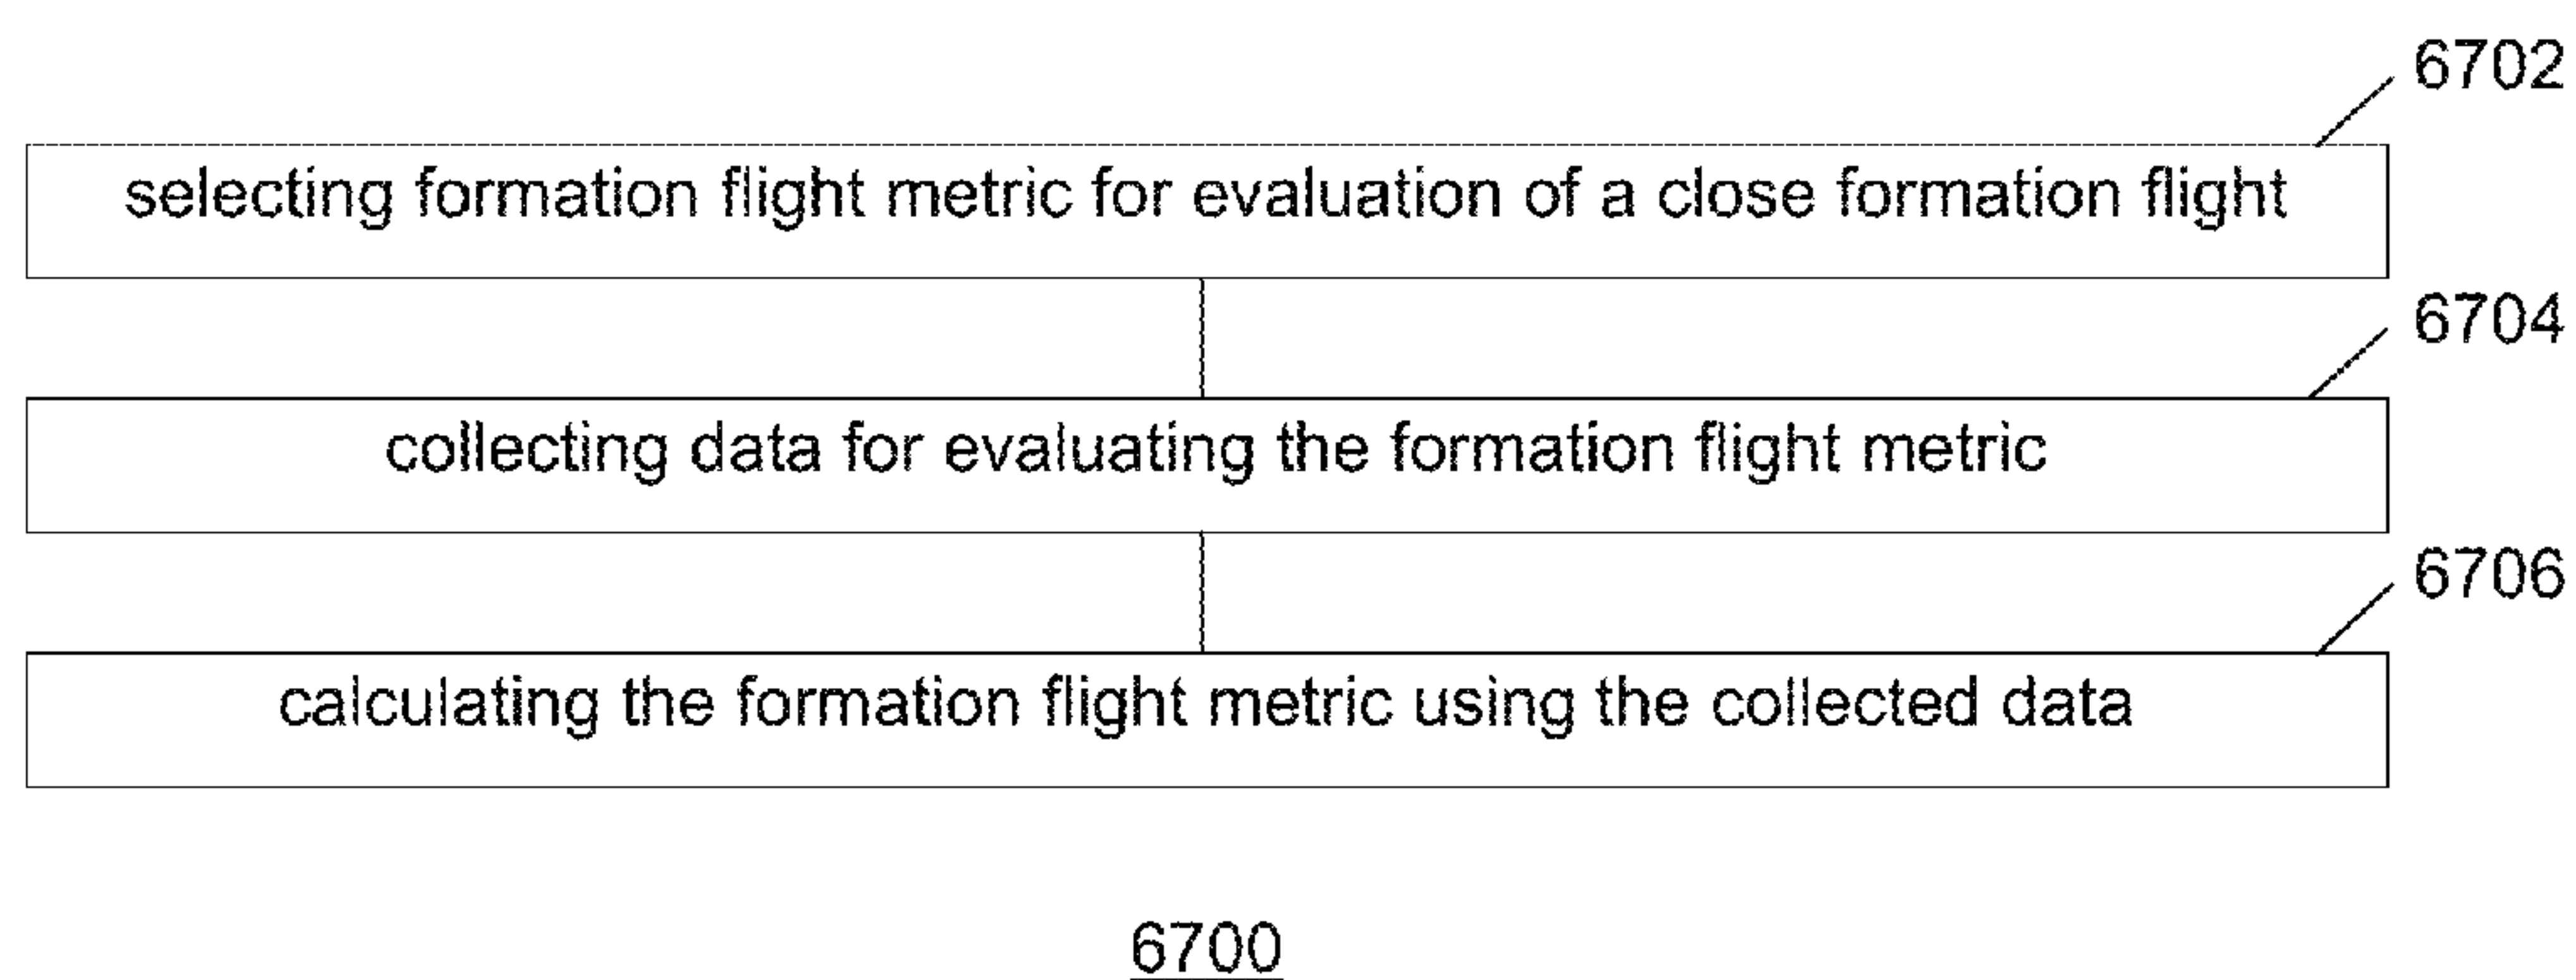 6702
selecting formation flight metric for evaluation of a close formation flight
6704
collecting data for evaluating the formation flight metric
6706
calculating the formation flight metric using the collected data
6700